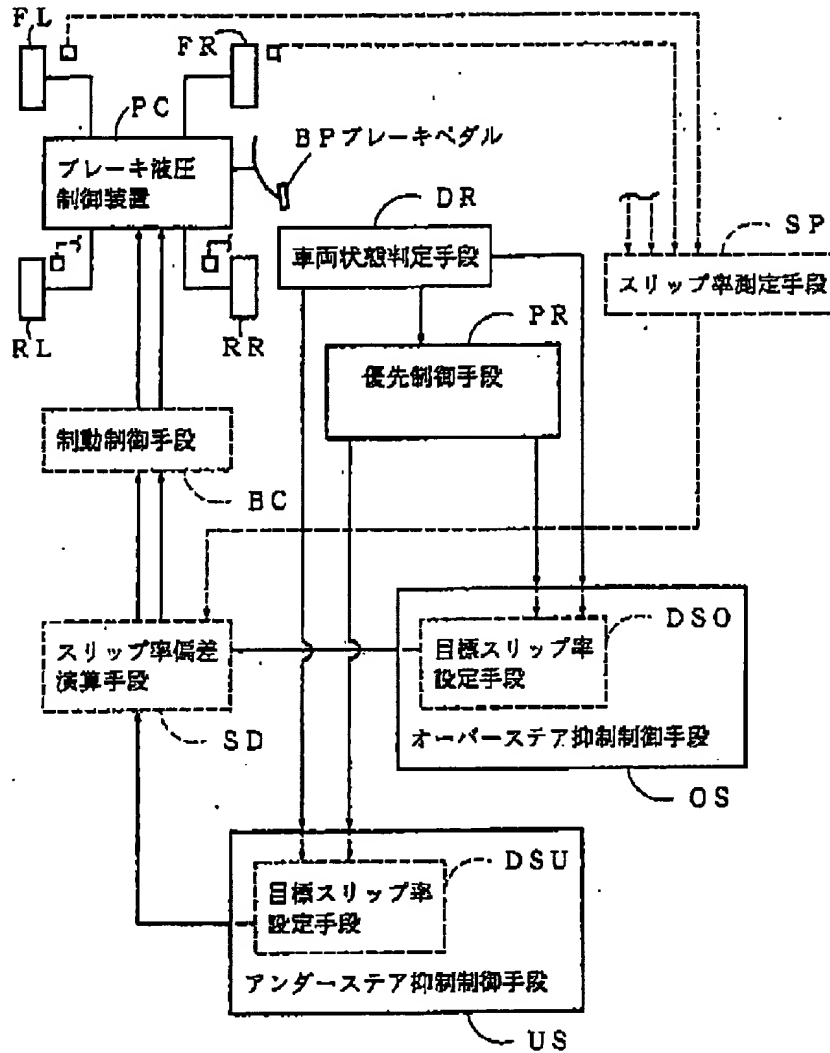 FL
FR
PC
BPブレーキペダル
ブレーキ液圧
制御装置
DR
車両状態判定手段
SP
スリップ率測定手段
RL
RR
PR
優先制御手段
制動制御手段
BC
DSO
目標スリップ率
設定手段
スリップ率偏差
演算手段
SD
オーバーステア抑制制御手段
OS
DSU
目標スリップ率
設定手段
アンダーステア抑制制御手段
US